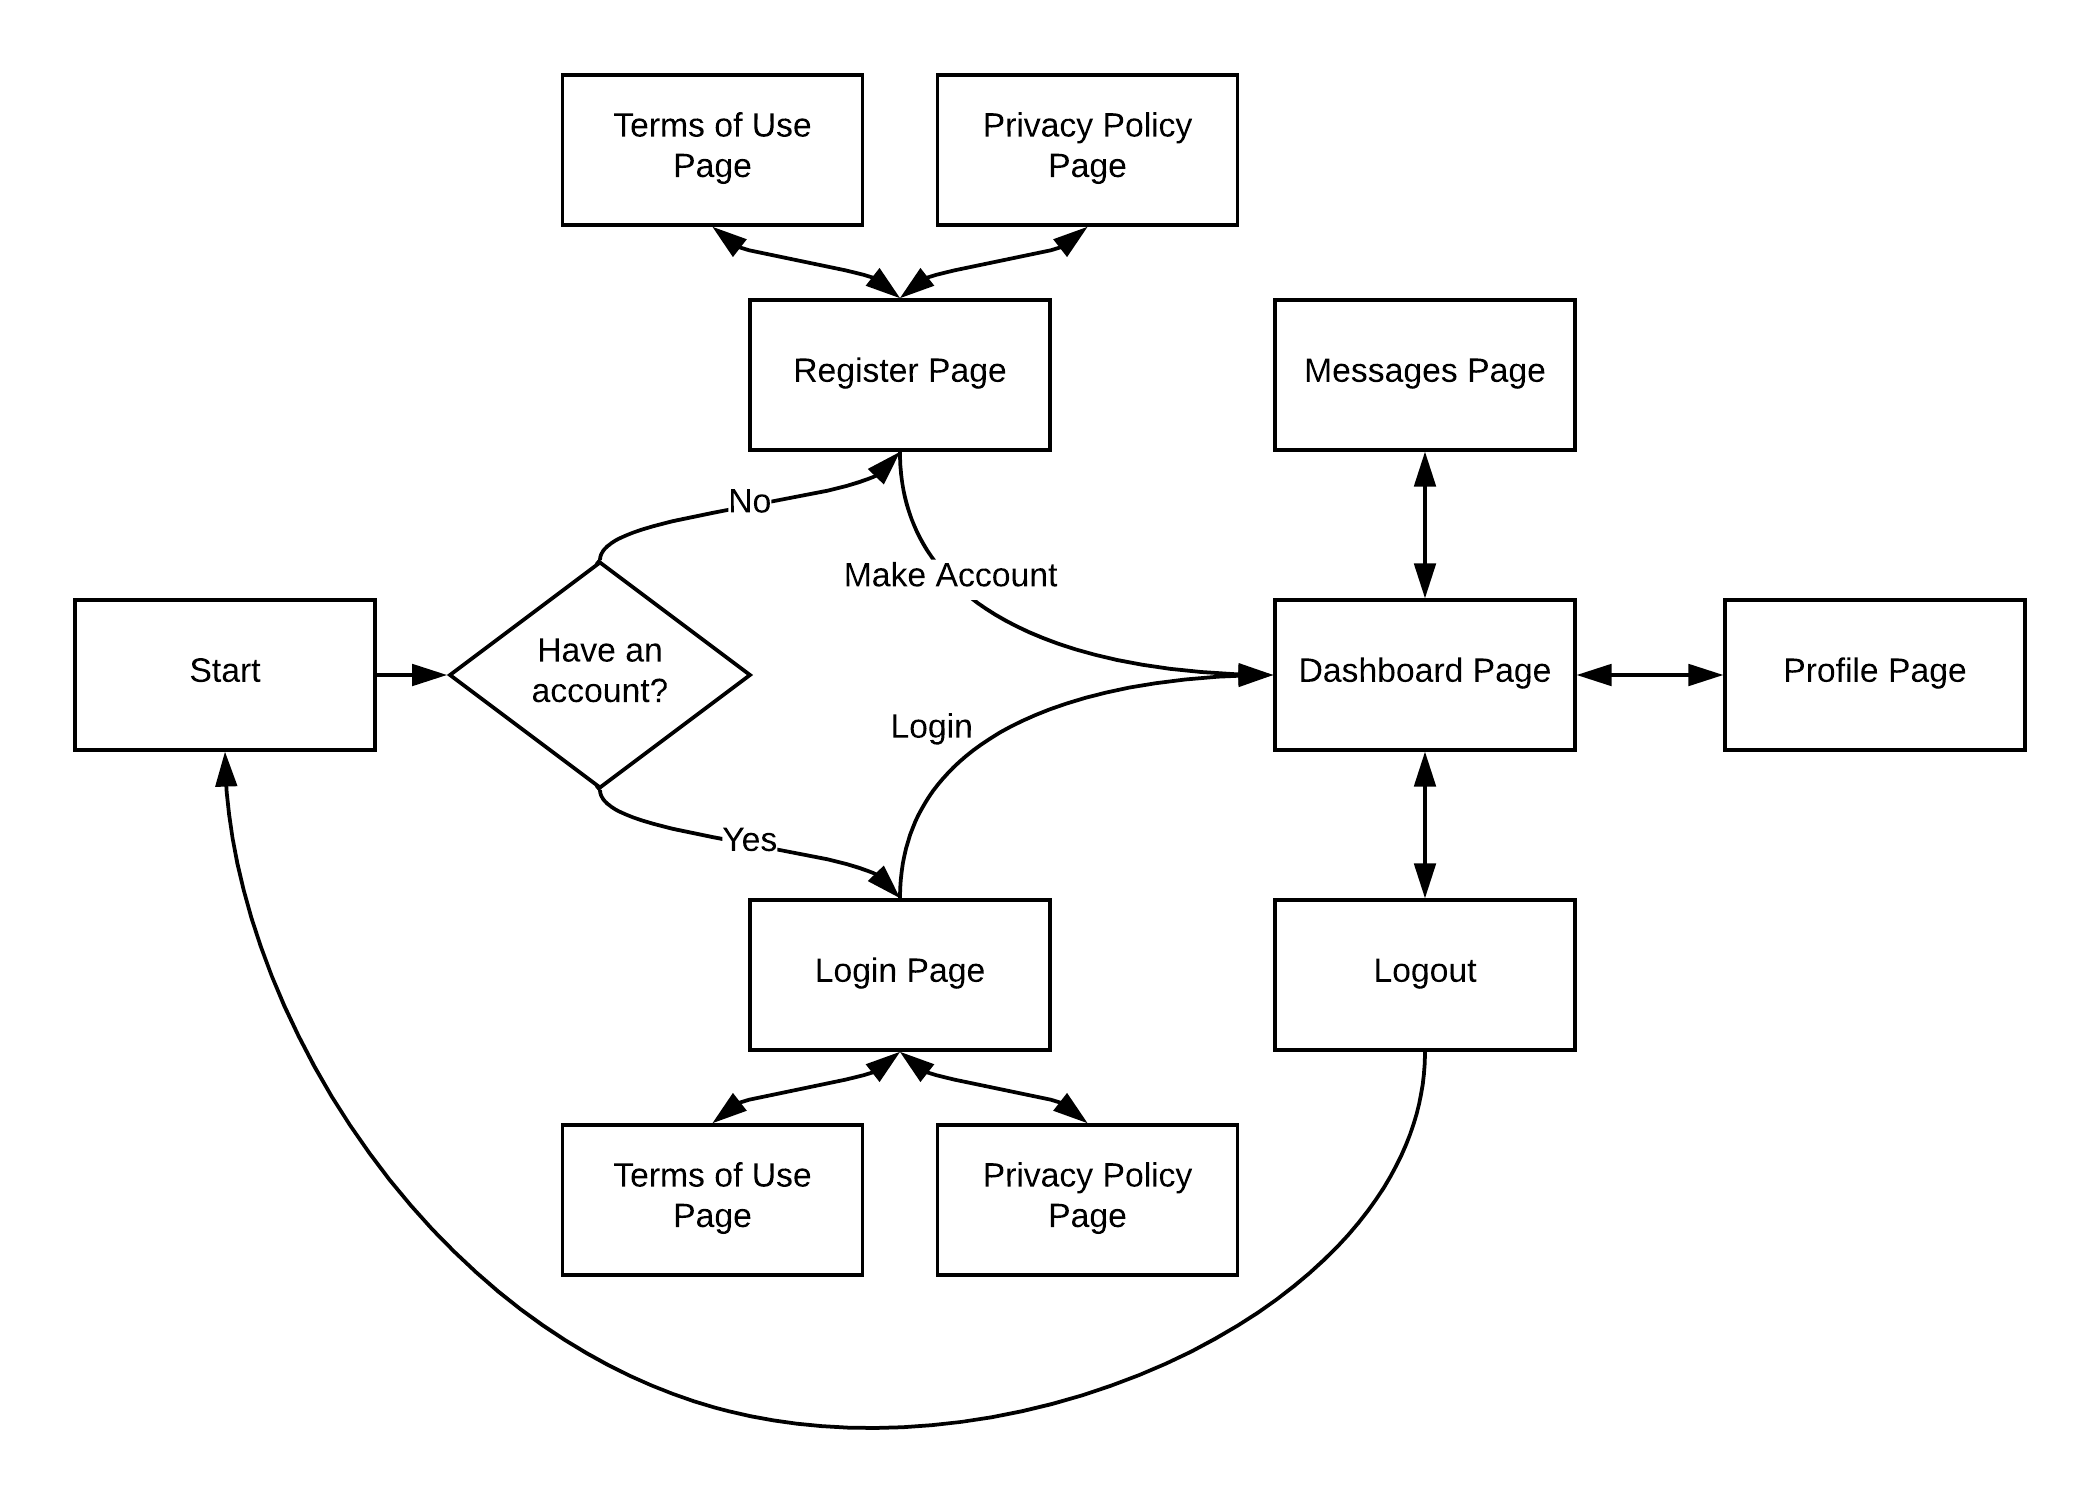 Terms of Use
Page
Privacy Policy
Page
Register Page
Messages Page
No
Make Account
Start
Have an
account?
Dashboard Page
Profile Page
Login
Yes
Login Page
Logout
Terms of Use
Page
Privacy Policy
Page